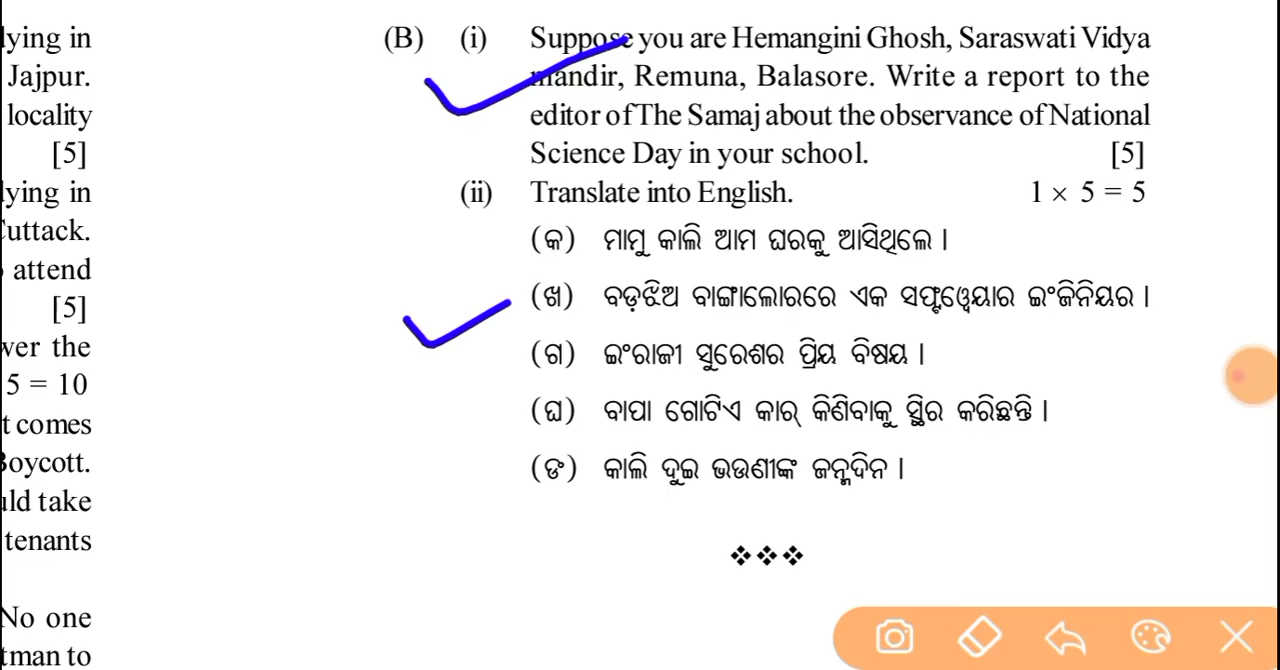 lying in
Jajpur.
locality
[5]
lying in
Cuttack.
attend
[5]
wer the
5 = 10
t comes
Boycott.
uld take
tenants
No one
tman to
(B) (i) Suppose you are Hemangini Ghosh, Saraswati Vidya
mandir, Remuna, Balasore. Write a report to the
editor of The Samaj about the observance of National
Science Day in your school. [5]
(ii) Translate into English. 1 × 5 = 5
(କ) ମାମୁ କାଲି ଆମ ଘରକୁ ଆସିଥିଲେ ।
(ଖ) ବଡ଼ଝିଅ ବାଙ୍ଗାଲୋରରେ ଏକ ସଫ୍ଟୱେୟାର ଇଂଜିନିୟର ।
(ଗ) ଇଂରାଜୀ ସୁରେଶର ପ୍ରିୟ ବିଷୟ ।
(ଘ) ବାପା ଗୋଟିଏ କାର୍ କିଣିବାକୁ ସ୍ଥିର କରିଛନ୍ତି ।
(ଙ) କାଲି ଦୁଇ ଭଉଣୀଙ୍କ ଜନ୍ମଦିନ ।